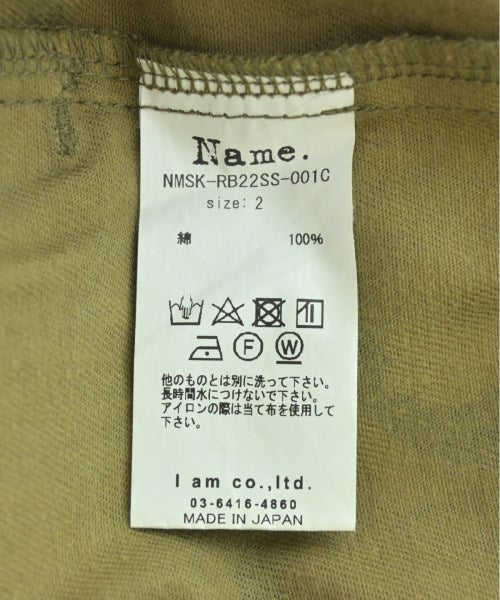 Name.
NMSK-RB22SS-001C
size: 2
綿 100%
F W
他のものとは別に洗って下さい。
長時間水につけないで下さい。
アイロンの際は当て布を使用して
下さい。
I am co.,ltd.
03-6416-4860
MADE IN JAPAN